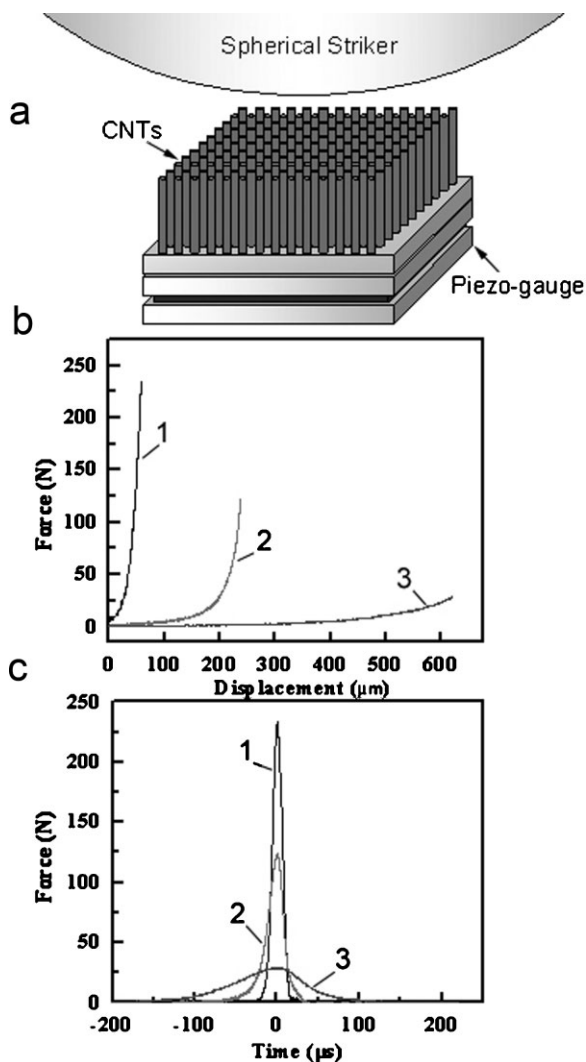 Spherical Striker
a
CNTs
Piezo-gauge
b
250
200
150
100
50
0
Force (N)
1
2
3
0 100 200 300 400 500 600
Displacement (μm)
c
250
200
150
100
50
0
Force (N)
1
2
3
-200 -100 0 100 200
Time (μs)